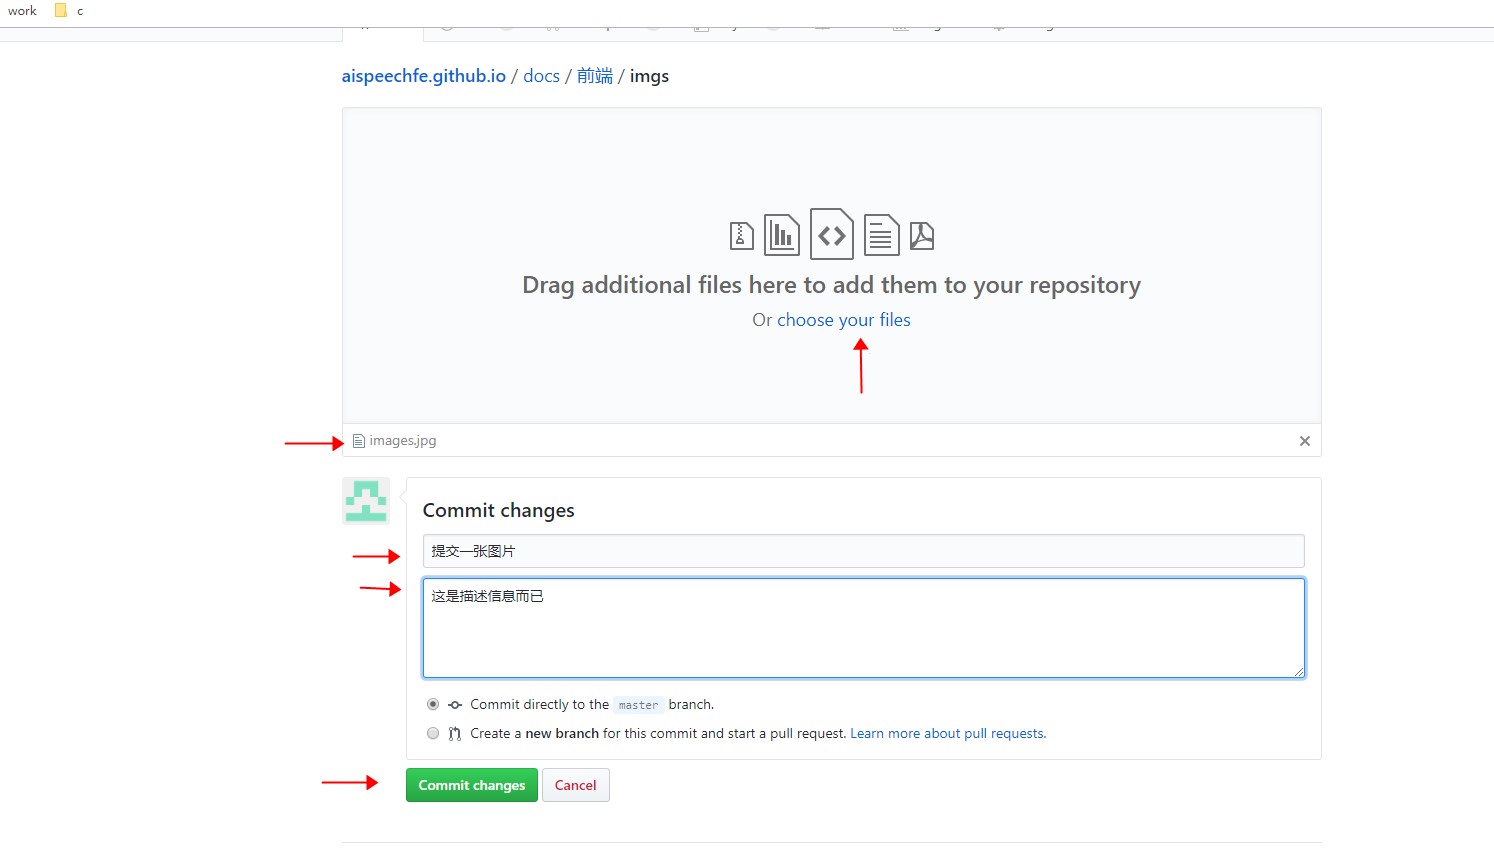 work c
aispeechfe.github.io / docs / 前端 / imgs
Drag additional files here to add them to your repository
Or choose your files
images.jpg
Commit changes
提交一张图片
这是描述信息而已
Commit directly to the master branch.
Create a new branch for this commit and start a pull request. Learn more about pull requests.
Commit changes Cancel